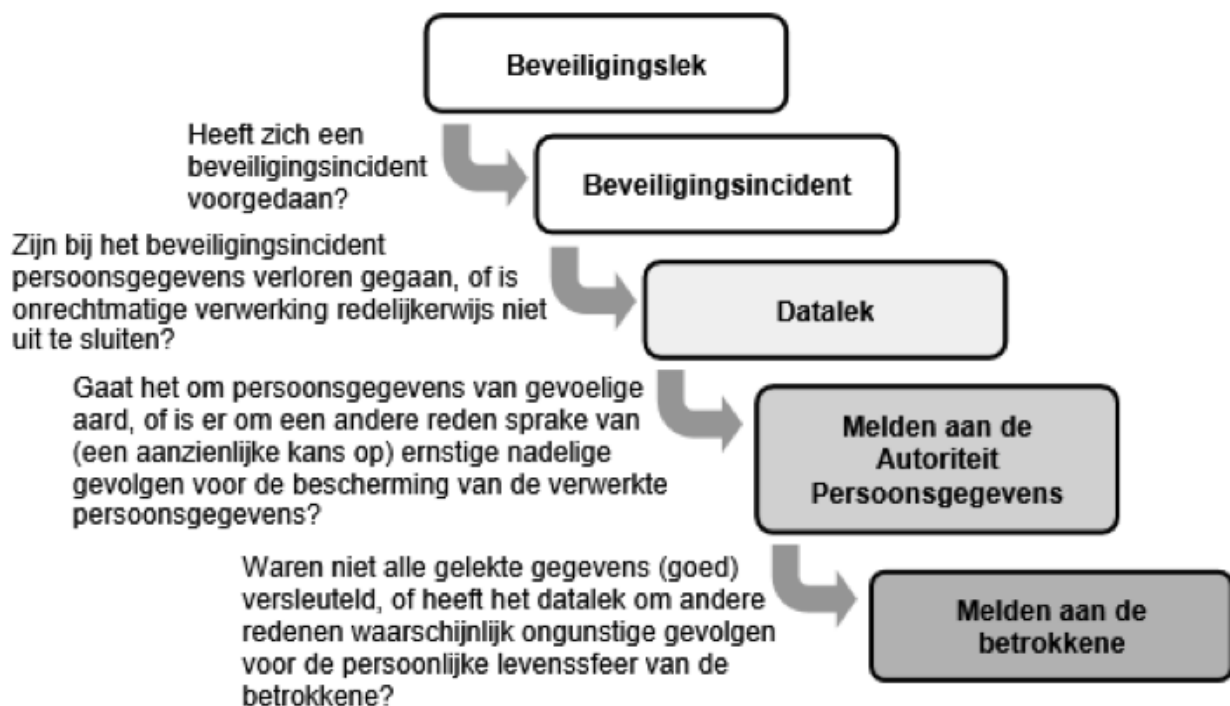 Beveiligingslek
Heeft zich een
beveiligingsincident
voorgedaan?
Beveiligingsincident
Zijn bij het beveiligingsincident
persoonsgegevens verloren gegaan, of is
onrechtmatige verwerking redelijkerwijs niet
uit te sluiten?
Datalek
Gaat het om persoonsgegevens van gevoelige
aard, of is er om een andere reden sprake van
(een aanzienlijke kans op) ernstige nadelige
gevolgen voor de bescherming van de verwerkte
persoonsgegevens?
Melden aan de
Autoriteit
Persoonsgegevens
Waren niet alle gelekte gegevens (goed)
versleuteld, of heeft het datalek om andere
redenen waarschijnlijk ongunstige gevolgen
voor de persoonlijke levenssfeer van de
betrokkene?
Melden aan de
betrokkene